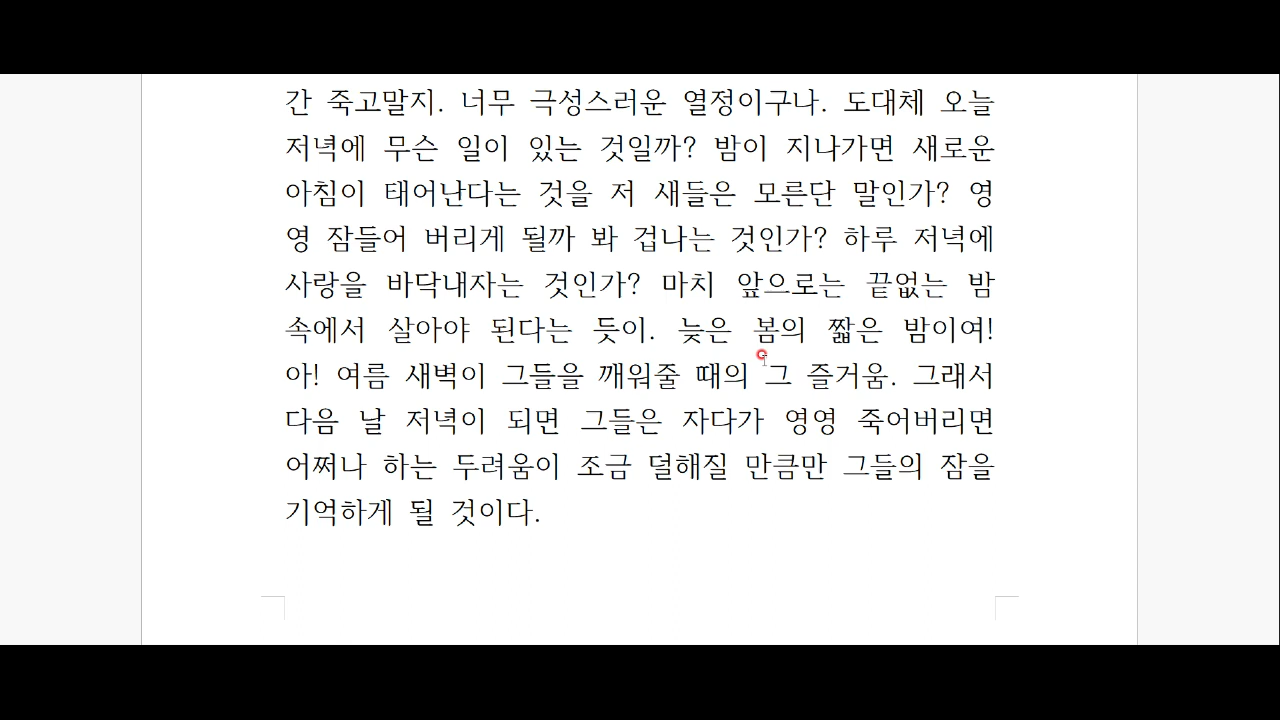 간 죽고말지. 너무 극성스러운 열정이구나. 도대체 오늘
저녁에 무슨 일이 있는 것일까? 밤이 지나가면 새로운
아침이 태어난다는 것을 저 새들은 모른단 말인가? 영
영 잠들어 버리게 될까 봐 겁나는 것인가? 하루 저녁에
사랑을 바닥내자는 것인가? 마치 앞으로는 끝없는 밤
속에서 살아야 된다는 듯이. 늦은 봄의 짧은 밤이여!
아! 여름 새벽이 그들을 깨워줄 때의 그 즐거움. 그래서
다음 날 저녁이 되면 그들은 자다가 영영 죽어버리면
어쩌나 하는 두려움이 조금 덜해질 만큼만 그들의 잠을
기억하게 될 것이다.